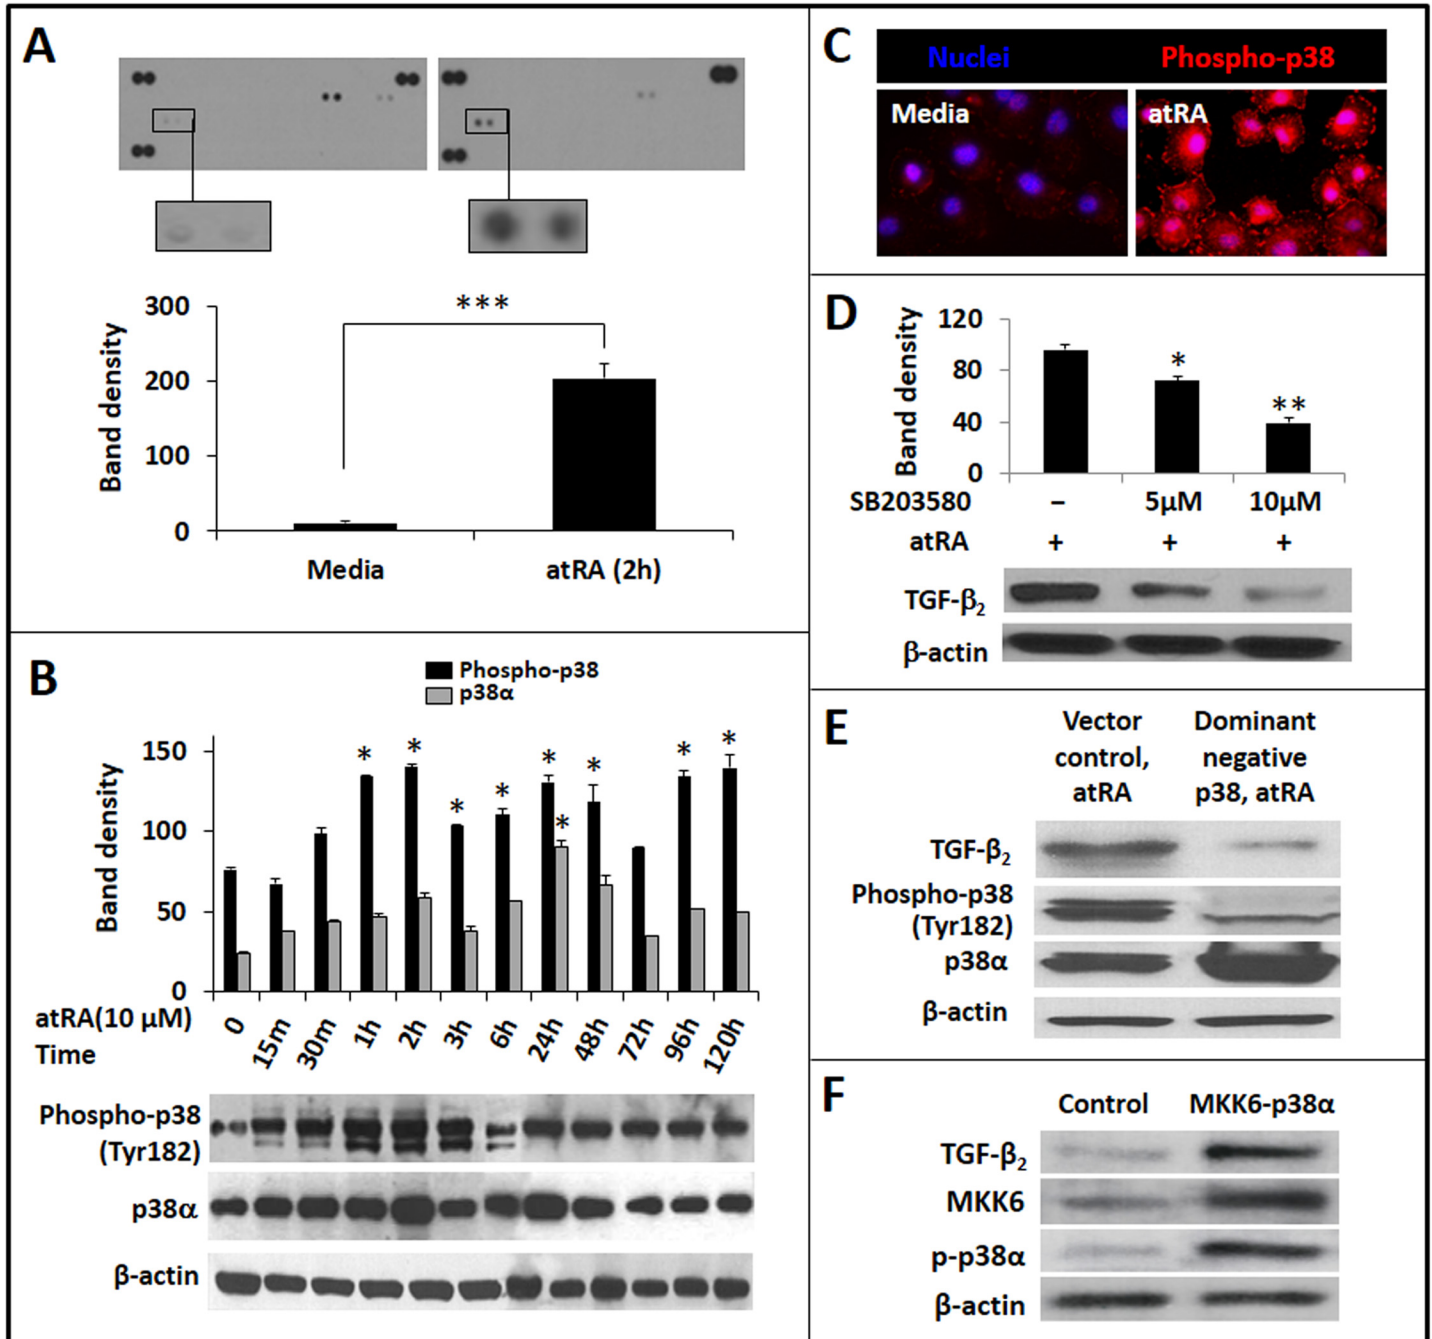 A
300
200
100
0
Band density
***
Media
atRA (2h)
B
Phospho-p38
p38α
150
100
50
0
Band density
* * * * * * * * *
*
atRA(10 µM)
Time
0 15m 30m 1h 2h 3h 6h 24h 48h 72h 96h 120h
Phospho-p38
(Tyr182)
p38α
β-actin
C
Nuclei
Phospho-p38
Media
atRA
D
120
80
40
0
Band density
*
**
SB203580 – 5µM 10µM
atRA + + +
TGF-β2
β-actin
E
Vector
control,
atRA
Dominant
negative
p38, atRA
TGF-β2
Phospho-p38
(Tyr182)
p38α
β-actin
F
Control
MKK6-p38α
TGF-β2
MKK6
p-p38α
β-actin